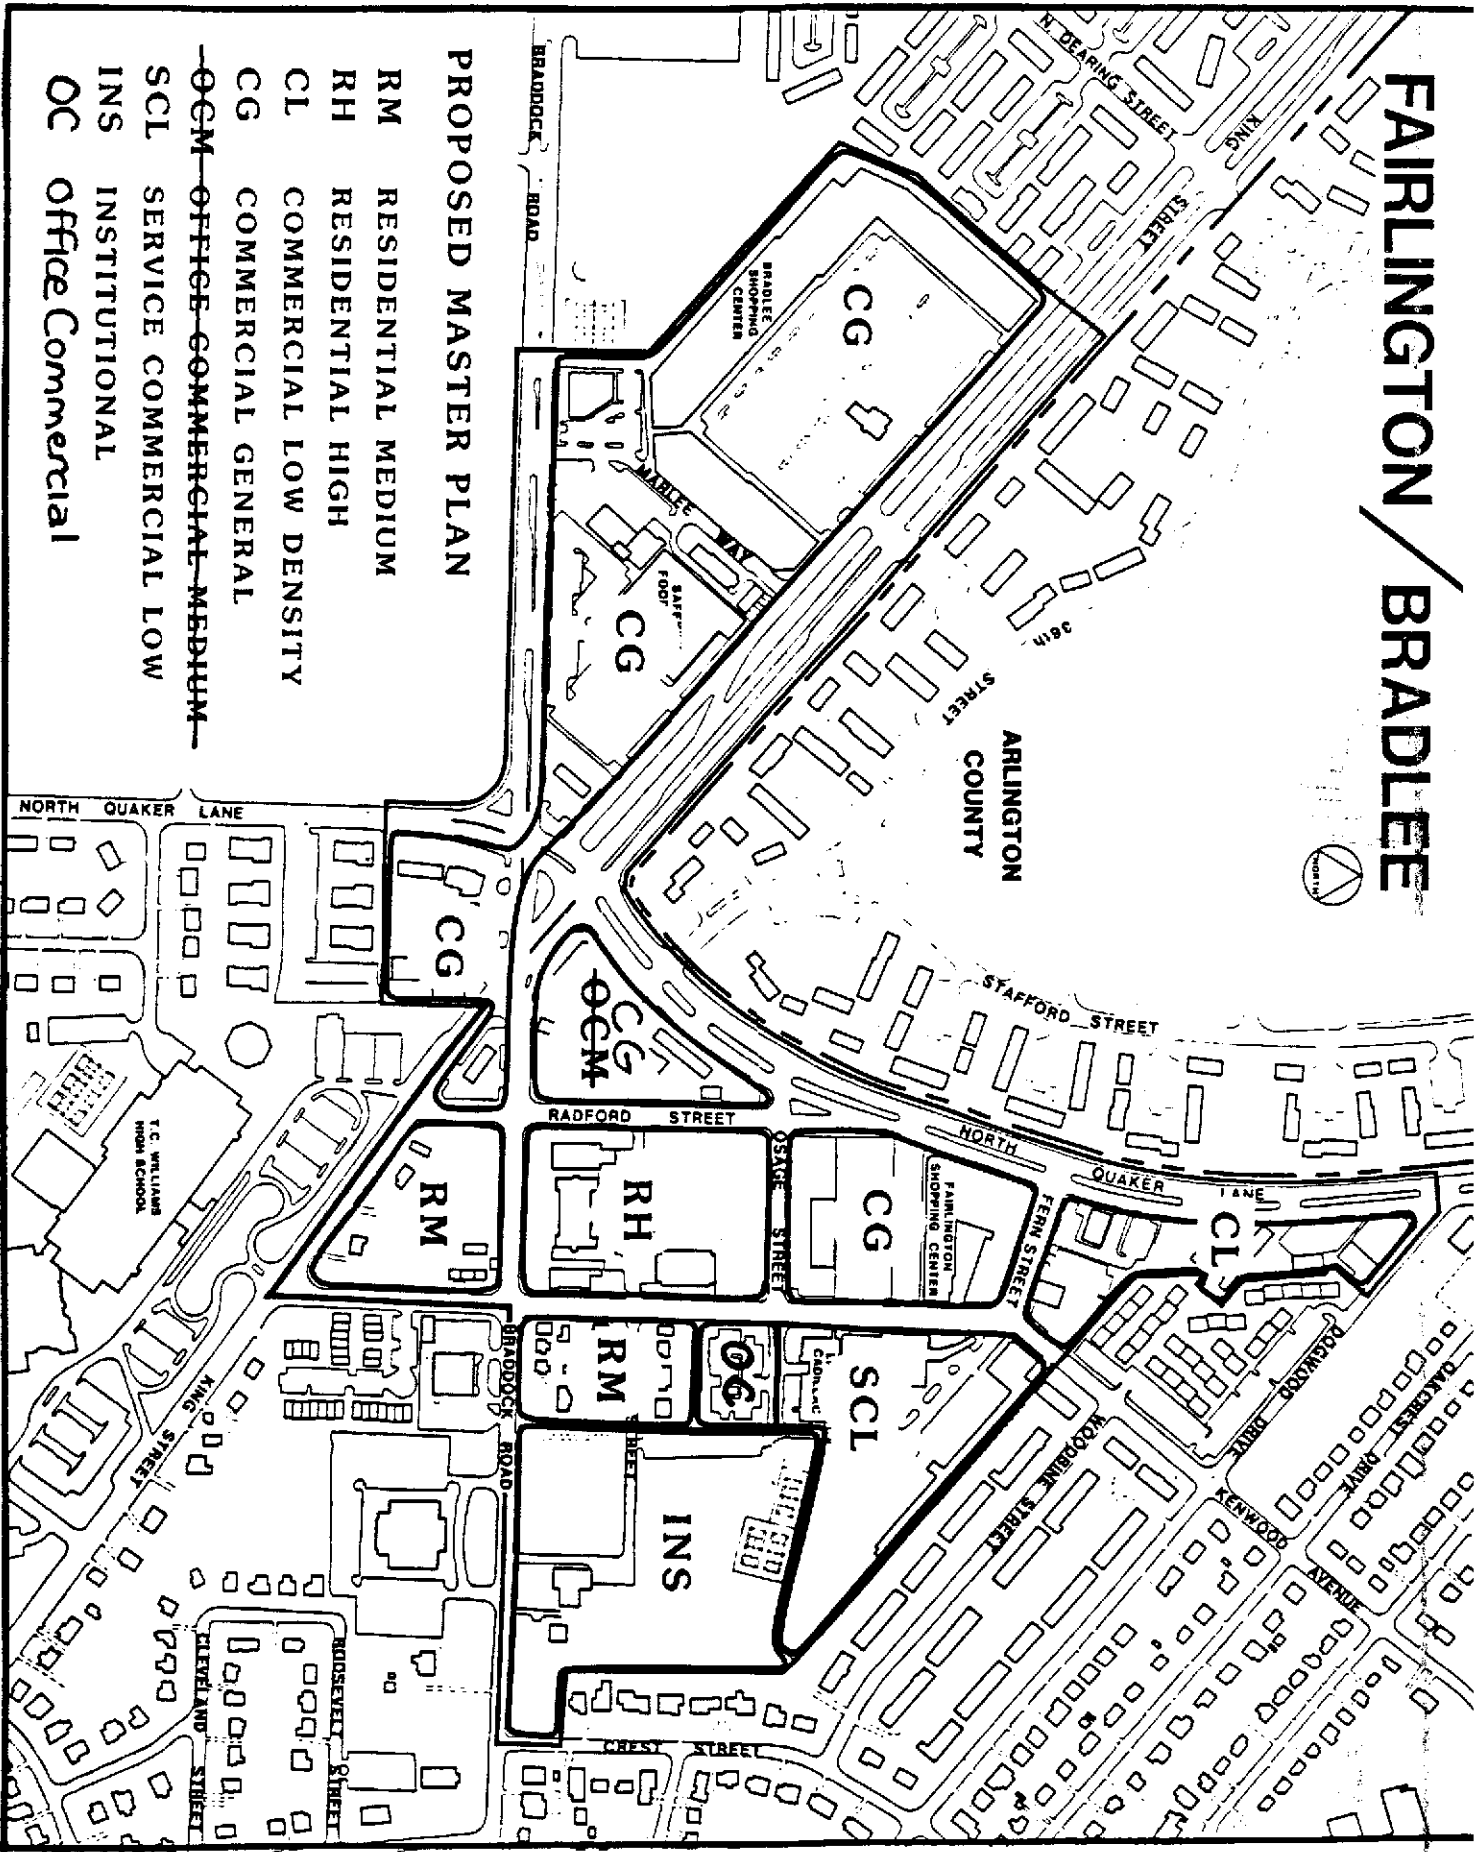 FAIRLINGTON / BRADLEE
NORTH
N. DEARING STREET
KING
STREET
36th
STREET
ARLINGTON
COUNTY
STAFFORD STREET
CG
BRADLEE
SHOPPING
CENTER
MARLEE
WAY
CG
BRADDOCK
ROAD
PROPOSED MASTER PLAN
RM RESIDENTIAL MEDIUM
RH RESIDENTIAL HIGH
CL COMMERCIAL LOW DENSITY
CG COMMERCIAL GENERAL
OCM OFFICE COMMERCIAL MEDIUM
SCL SERVICE COMMERCIAL LOW
INS INSTITUTIONAL
OC Office Commercial
NORTH QUAKER LANE
CG
CG
OCM
RADFORD STREET
NORTH
QUAKER
LANE
CL
FERN STREET
FAIRLINGTON
SHOPPING CENTER
CG
OSAGE STREE
RH
RM
T.C. WILLIAMS
HIGH SCHOOL
KING
STREET
BRADDOCK
ROAD
RM
OC
CADILLAC
SCL
INS
REET
WOODBINE
STREET
DOGWOOD
DRIVE
OAKCREST
DRIVE
KENWOOD
AVENUE
CREST STREET
ROOSEVELT
STREET
CLEVELAND
STREET